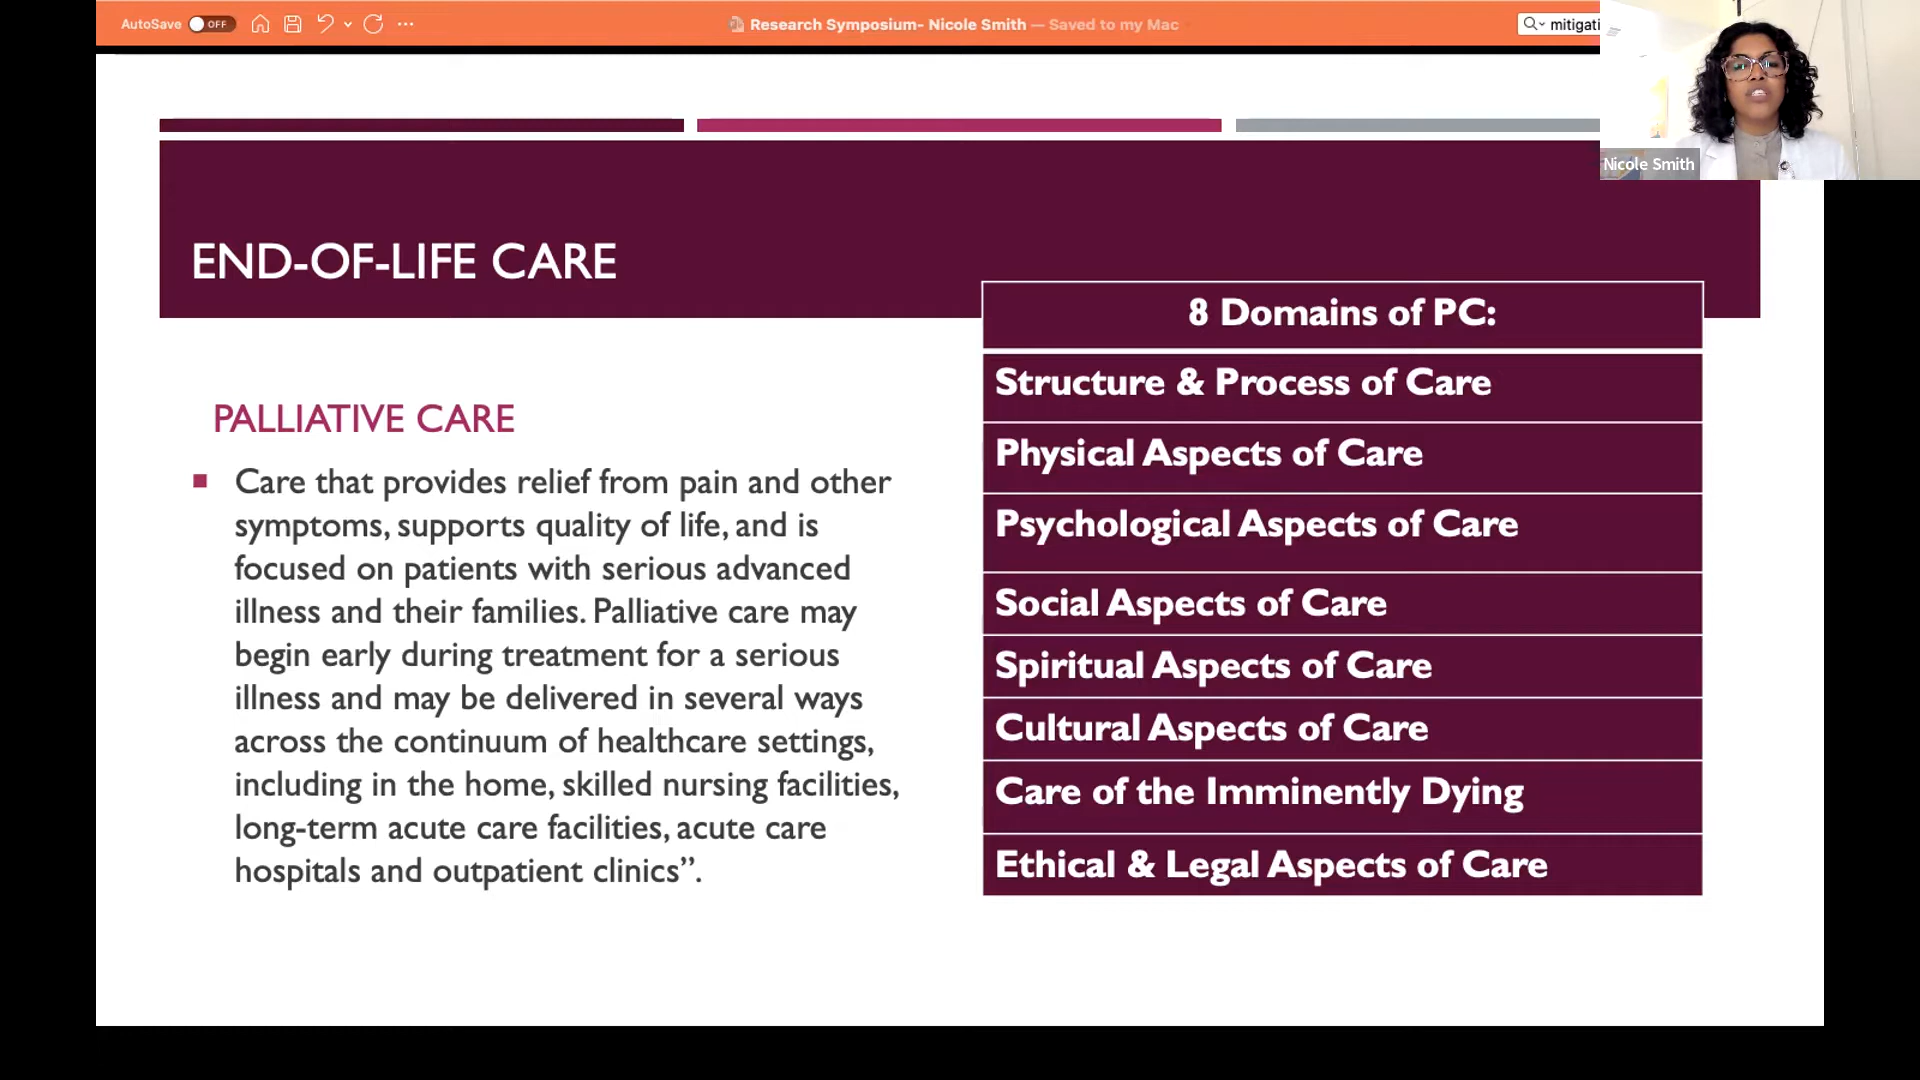 AutoSave OFF
Research Symposium- Nicole Smith — Saved to my Mac
mitigati
Nicole Smith
END-OF-LIFE CARE
PALLIATIVE CARE
Care that provides relief from pain and other
symptoms, supports quality of life, and is
focused on patients with serious advanced
illness and their families. Palliative care may
begin early during treatment for a serious
illness and may be delivered in several ways
across the continuum of healthcare settings,
including in the home, skilled nursing facilities,
long-term acute care facilities, acute care
hospitals and outpatient clinics”.
8 Domains of PC:
Structure & Process of Care
Physical Aspects of Care
Psychological Aspects of Care
Social Aspects of Care
Spiritual Aspects of Care
Cultural Aspects of Care
Care of the Imminently Dying
Ethical & Legal Aspects of Care